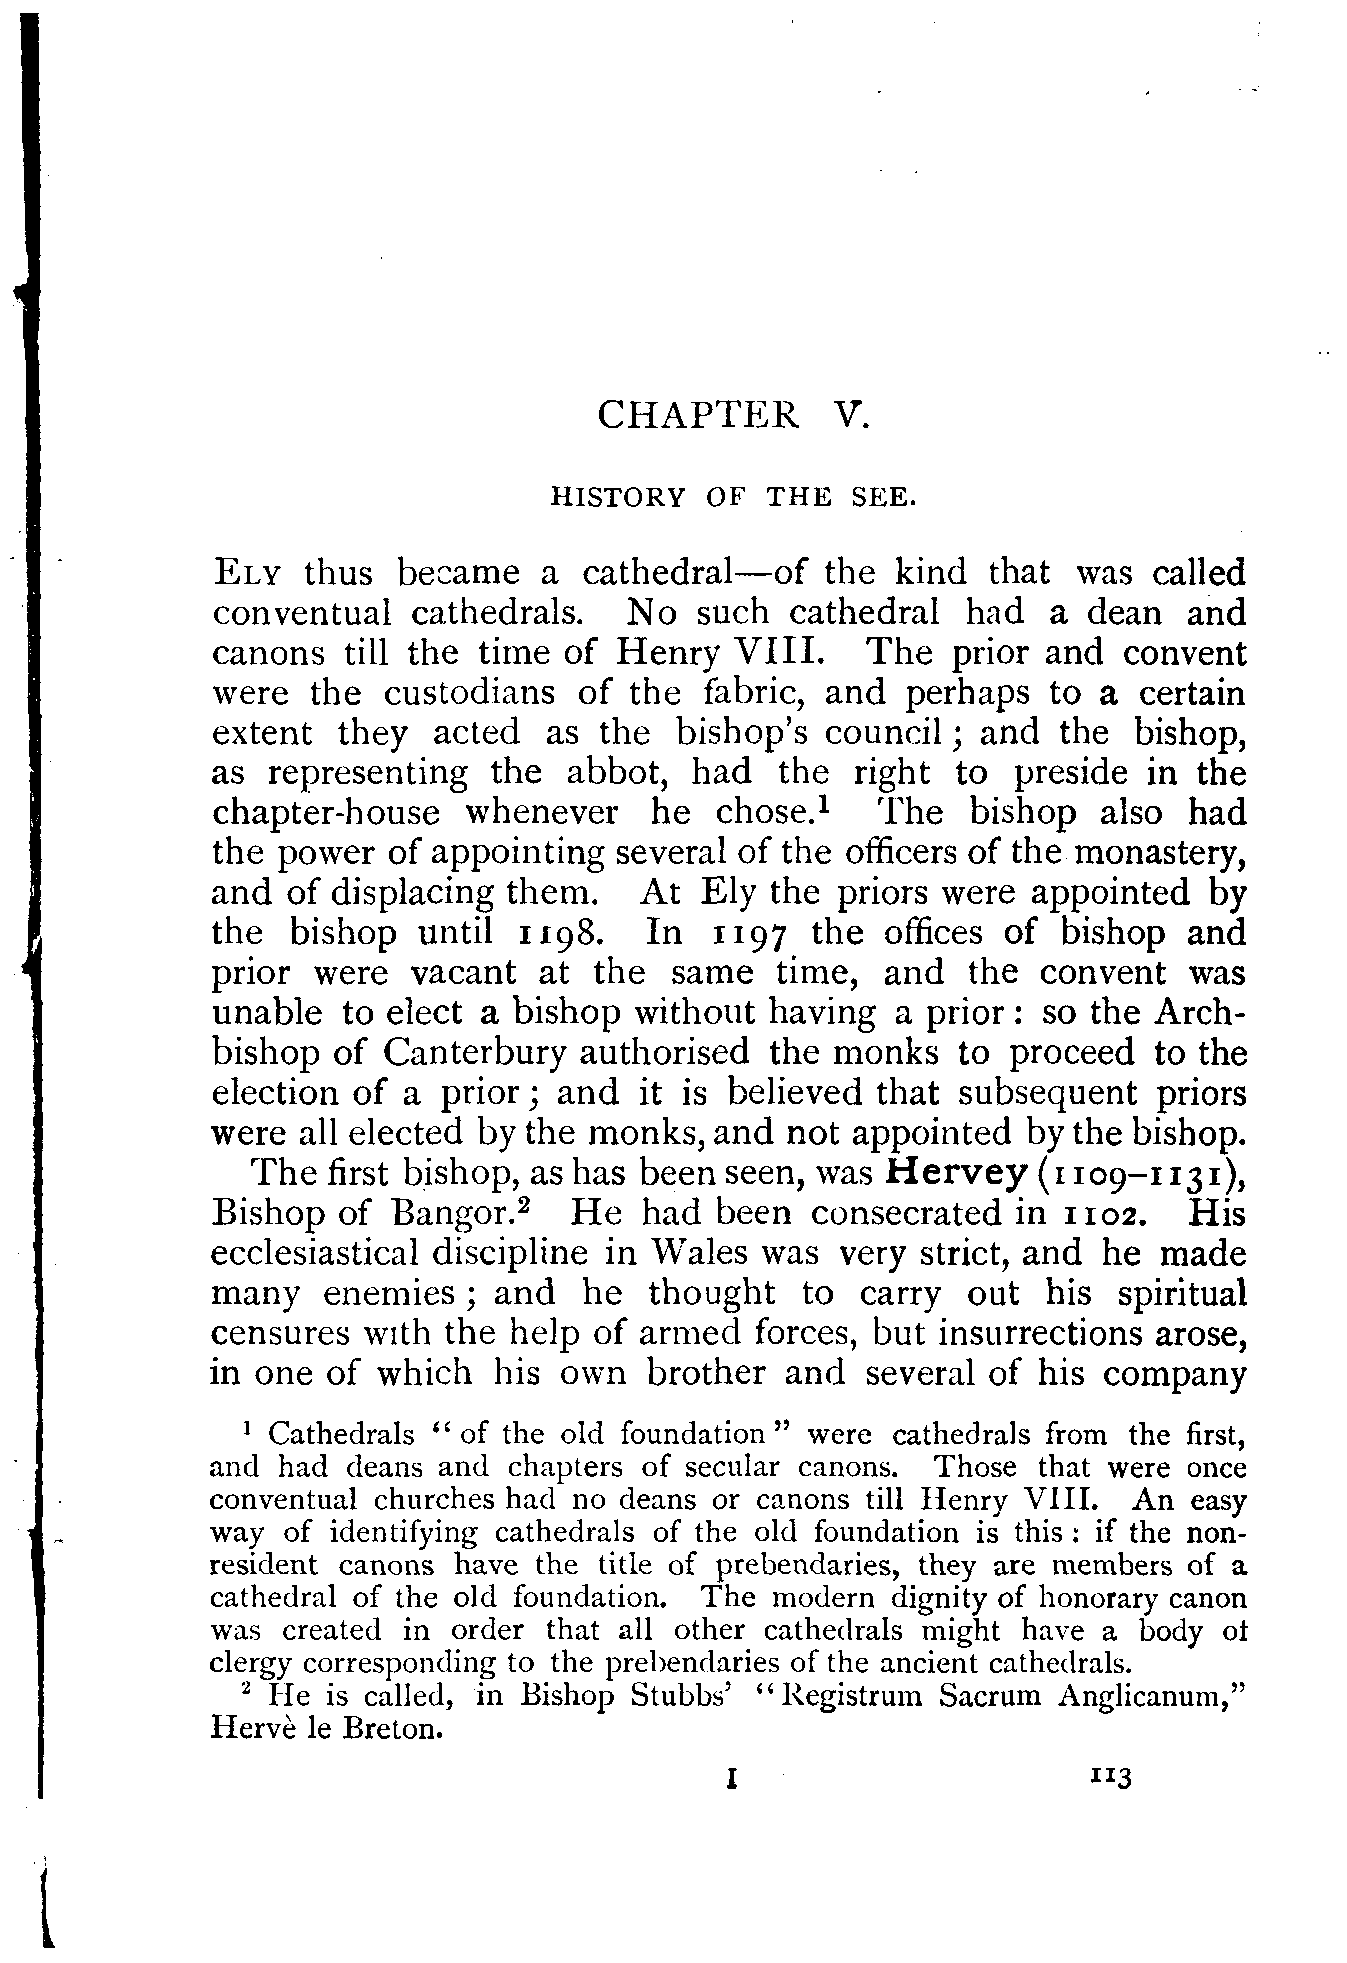 CHAPTER V.
HISTORY OF THE SEE.
ELY thus became a cathedral—of the kind that was called
conventual cathedrals. No such cathedral had a dean and
canons till the time of Henry VIII. The prior and convent
were the custodians of the fabric, and perhaps to a certain
extent they acted as the bishop's council ; and the bishop,
as representing the abbot, had the right to preside in the
chapter-house whenever he chose.¹ The bishop also had
the power of appointing several of the officers of the monastery,
and of displacing them. At Ely the priors were appointed by
the bishop until 1198. In 1197 the offices of bishop and
prior were vacant at the same time, and the convent was
unable to elect a bishop without having a prior : so the Arch-
bishop of Canterbury authorised the monks to proceed to the
election of a prior ; and it is believed that subsequent priors
were all elected by the monks, and not appointed by the bishop.
The first bishop, as has been seen, was Hervey (1109–1131),
Bishop of Bangor.² He had been consecrated in 1102. His
ecclesiastical discipline in Wales was very strict, and he made
many enemies ; and he thought to carry out his spiritual
censures with the help of armed forces, but insurrections arose,
in one of which his own brother and several of his company
¹ Cathedrals “ of the old foundation ” were cathedrals from the first,
and had deans and chapters of secular canons. Those that were once
conventual churches had no deans or canons till Henry VIII. An easy
way of identifying cathedrals of the old foundation is this : if the non-
resident canons have the title of prebendaries, they are members of a
cathedral of the old foundation. The modern dignity of honorary canon
was created in order that all other cathedrals might have a body of
clergy corresponding to the prebendaries of the ancient cathedrals.
² He is called, in Bishop Stubbs’ “ Registrum Sacrum Anglicanum,”
Hervè le Breton.
I 113